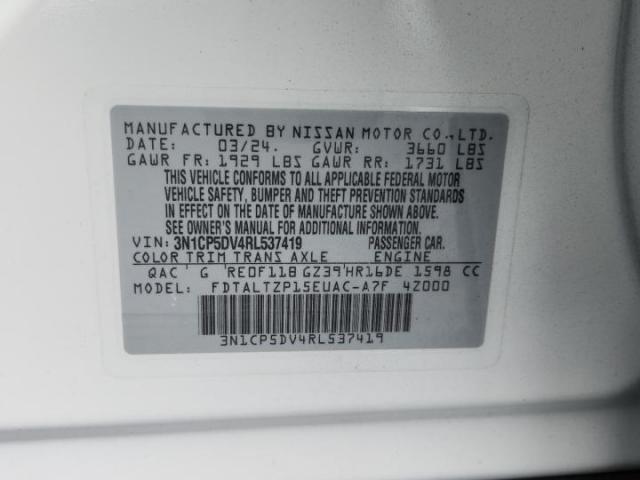 MANUFACTURED BY NISSAN MOTOR CO.,LTD.
DATE: 03/24. GVWR: 3660 LBS
GAWR FR: 1929 LBS GAWR RR: 1731 LBS
THIS VEHICLE CONFORMS TO ALL APPLICABLE FEDERAL MOTOR
VEHICLE SAFETY, BUMPER AND THEFT PREVENTION STANDARDS
IN EFFECT ON THE DATE OF MANUFACTURE SHOWN ABOVE.
SEE OWNER'S MANUAL FOR ADDITIONAL INFORMATION.
VIN: 3N1CP5DV4RL537419 PASSENGER CAR.
COLOR TRIM TRANS AXLE ENGINE
QAC G RE0F11B GZ39 HR16DE 1598 CC
MODEL: FDTALTZP15EUAC-A7F 4Z000
3N1CP5DV4RL537419